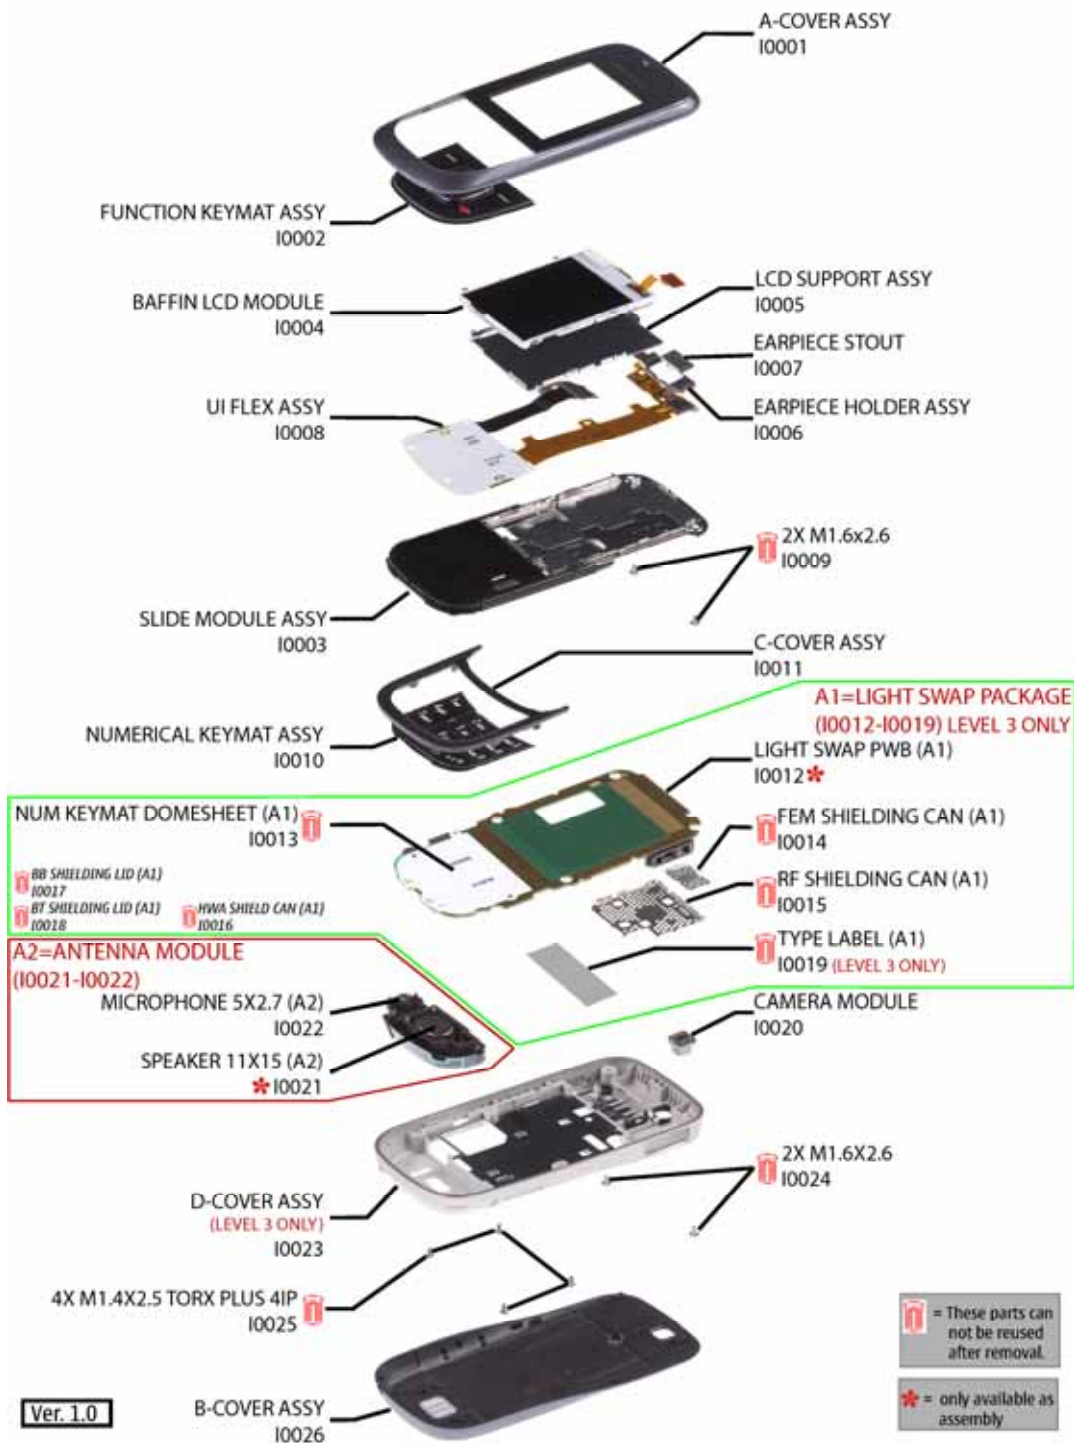 A-COVER ASSY
I0001
FUNCTION KEYMAT ASSY
I0002
BAFFIN LCD MODULE
I0004
LCD SUPPORT ASSY
I0005
EARPIECE STOUT
I0007
UI FLEX ASSY
I0008
EARPIECE HOLDER ASSY
I0006
2X M1.6x2.6
I0009
SLIDE MODULE ASSY
I0003
C-COVER ASSY
I0011
NUMERICAL KEYMAT ASSY
I0010
A1=LIGHT SWAP PACKAGE
(I0012-I0019) LEVEL 3 ONLY
LIGHT SWAP PWB (A1)
I0012*
NUM KEYMAT DOMESHEET (A1)
I0013
FEM SHIELDING CAN (A1)
I0014
BB SHIELDING LID (A1)
I0017
BT SHIELDING LID (A1)
I0018
HWA SHIELD CAN (A1)
I0016
RF SHIELDING CAN (A1)
I0015
TYPE LABEL (A1)
I0019 (LEVEL 3 ONLY)
A2=ANTENNA MODULE
(I0021-I0022)
MICROPHONE 5X2.7 (A2)
I0022
SPEAKER 11X15 (A2)
* I0021
CAMERA MODULE
I0020
2X M1.6X2.6
I0024
D-COVER ASSY
(LEVEL 3 ONLY)
I0023
4X M1.4X2.5 TORX PLUS 4IP
I0025
B-COVER ASSY
I0026
Ver. 1.0
= These parts can
not be reused
after removal.
* = only available as
assembly